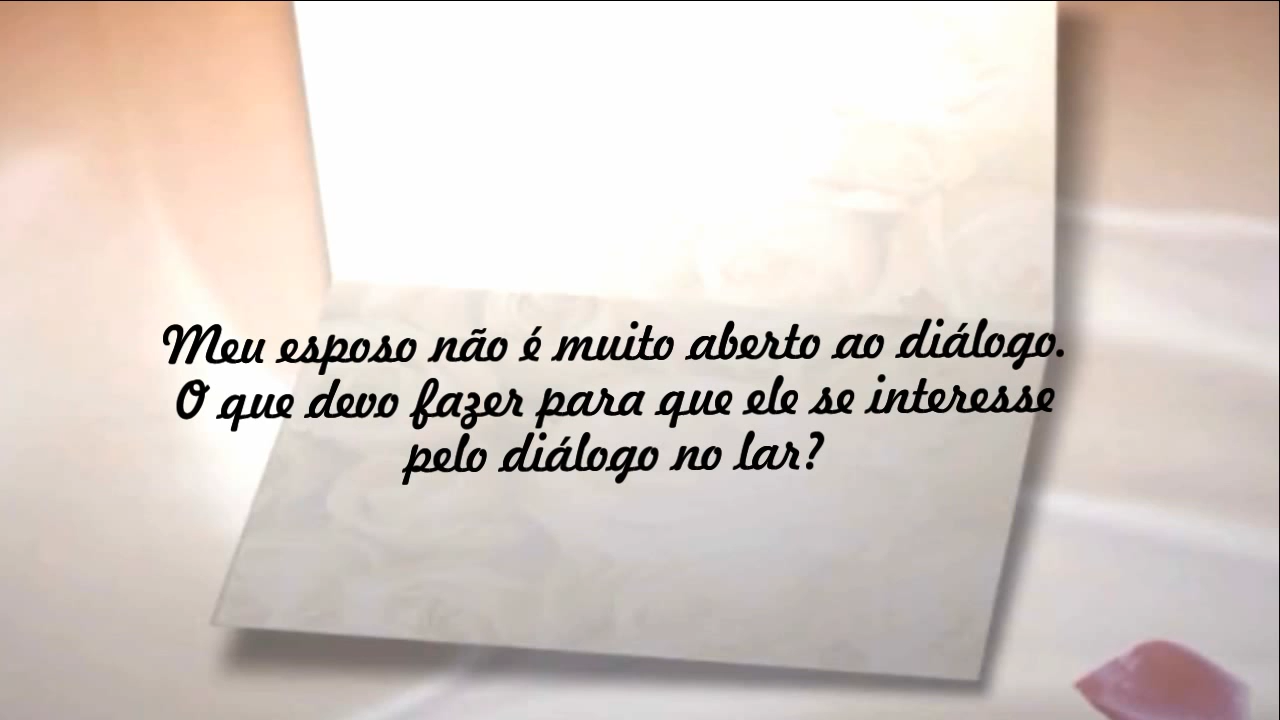 Meu esposo não é muito aberto ao diálogo.
O que devo fazer para que ele se interesse
pelo diálogo no lar?